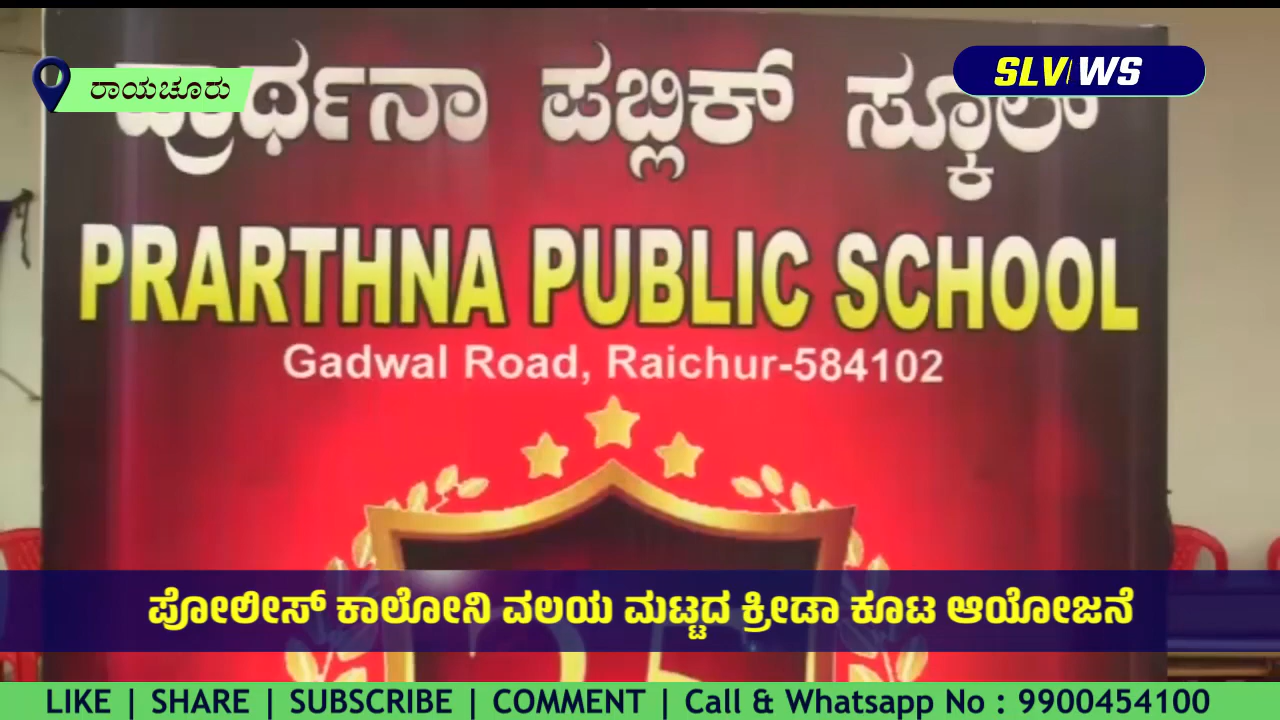 ರಾಯಚೂರು
SLV WS
ಪ್ರಾರ್ಥನಾ ಪಬ್ಲಿಕ್ ಸ್ಕೂಲ್
PRARTHNA PUBLIC SCHOOL
Gadwal Road, Raichur-584102
ಪೋಲೀಸ್ ಕಾಲೋನಿ ವಲಯ ಮಟ್ಟದ ಕ್ರೀಡಾ ಕೂಟ ಆಯೋಜನೆ
LIKE | SHARE | SUBSCRIBE | COMMENT | Call & Whatsapp No : 9900454100